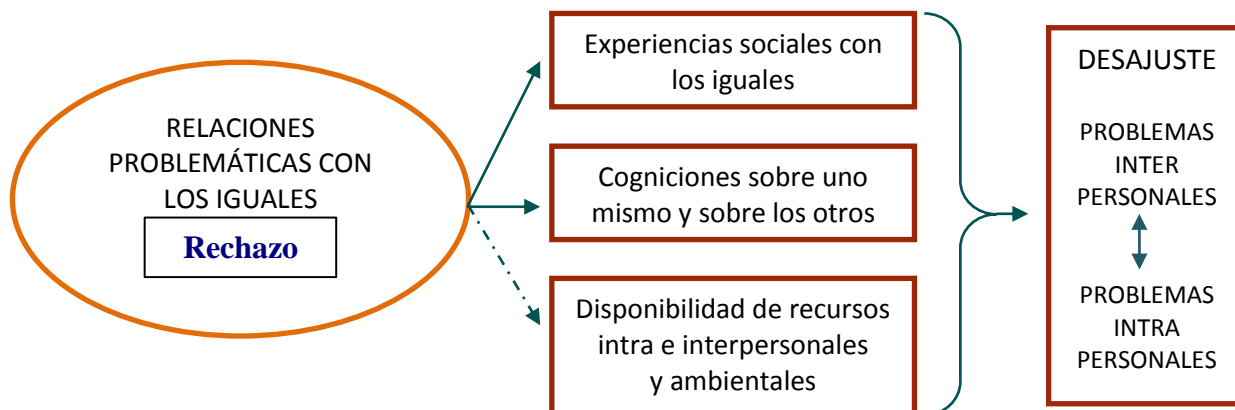 RELACIONES
PROBLEMÁTICAS CON
LOS IGUALES
Rechazo
Experiencias sociales con
los iguales
Cogniciones sobre uno
mismo y sobre los otros
Disponibilidad de recursos
intra e interpersonales
y ambientales
DESAJUSTE
PROBLEMAS
INTER
PERSONALES
PROBLEMAS
INTRA
PERSONALES